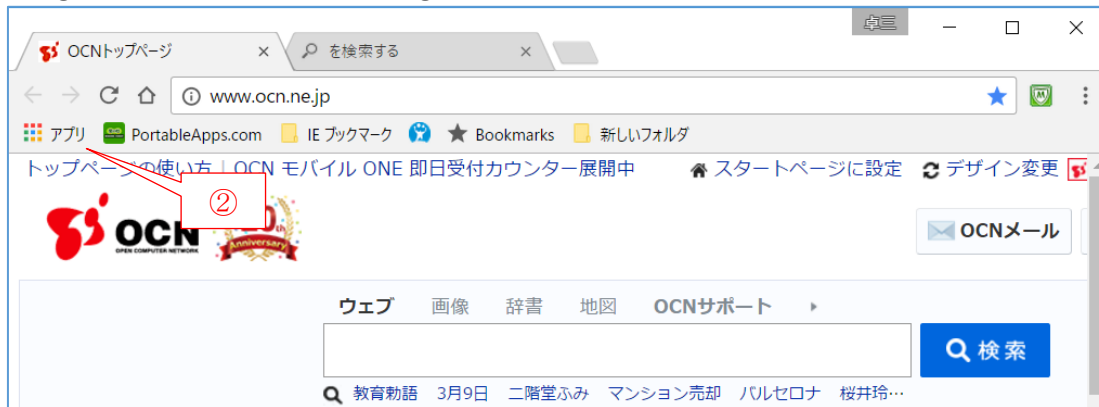 卓三
OCNトップページ を検索する
www.ocn.ne.jp
アプリ PortableApps.com IE ブックマーク Bookmarks 新しいフォルダ
トップページの使い方 | OCN モバイル ONE 即日受付カウンター展開中 スタートページに設定 デザイン変更
②
OCN
OPEN COMPUTER NETWORK
th
Anniversary
OCNメール
ウェブ 画像 辞書 地図 OCNサポート
検索
教育勅語 3月9日 二階堂ふみ マンション売却 バルセロナ 桜井玲…